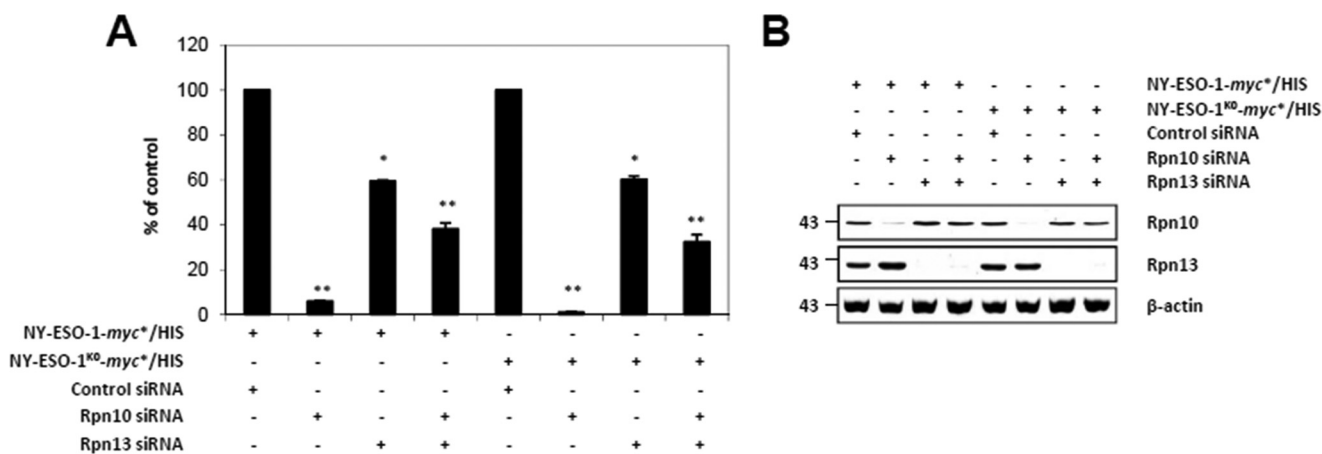 A
120
100
80
60
40
20
0
% of control
*
**
**
*
**
**
NY-ESO-1-myc*/HIS + + + + - - - -
NY-ESO-1K0-myc*/HIS - - - - + + + +
Control siRNA + - - - + - - -
Rpn10 siRNA - + - + - + - +
Rpn13 siRNA - - + + - - + +
B
+ + + + - - - - NY-ESO-1-myc*/HIS
- - - - + + + + NY-ESO-1K0-myc*/HIS
+ - - - + - - - Control siRNA
- + - + - + - + Rpn10 siRNA
- - + + - - + + Rpn13 siRNA
43 Rpn10
43 Rpn13
43 β-actin